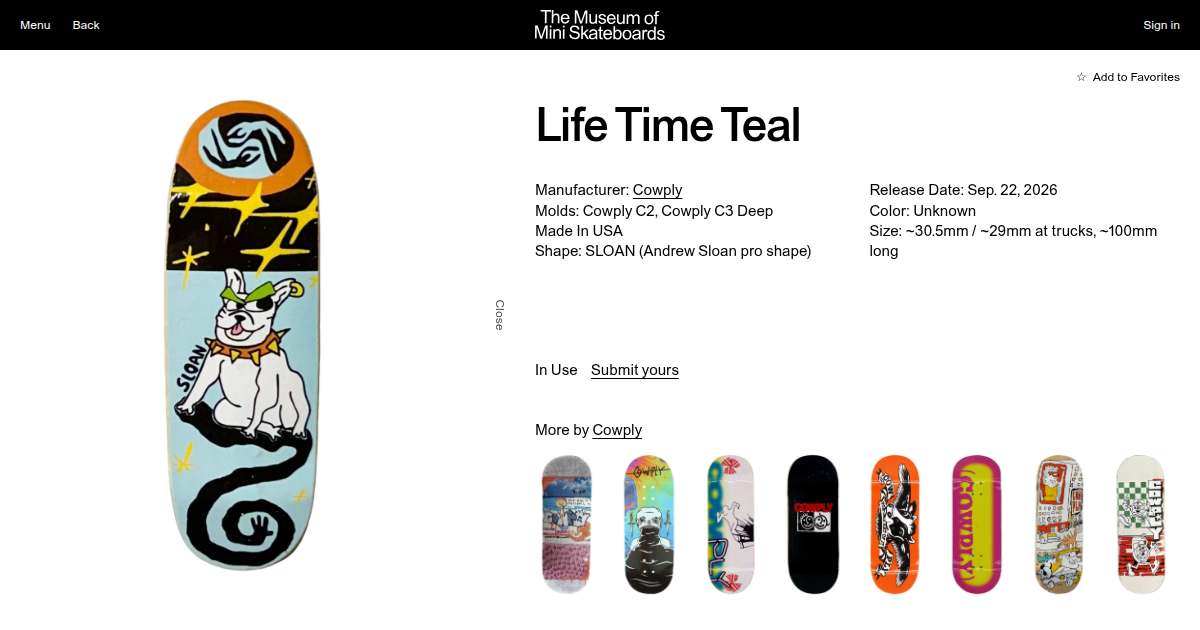 Menu
Back
The Museum of
Mini Skateboards
Sign in
☆ Add to Favorites
Life Time Teal
Manufacturer: Cowply
Molds: Cowply C2, Cowply C3 Deep
Made In USA
Shape: SLOAN (Andrew Sloan pro shape)
Release Date: Sep. 22, 2026
Color: Unknown
Size: ~30.5mm / ~29mm at trucks, ~100mm
long
SLOAN
Close
In Use
Submit yours
More by Cowply
COWPLY
COWPLY
COWPLY
PLY